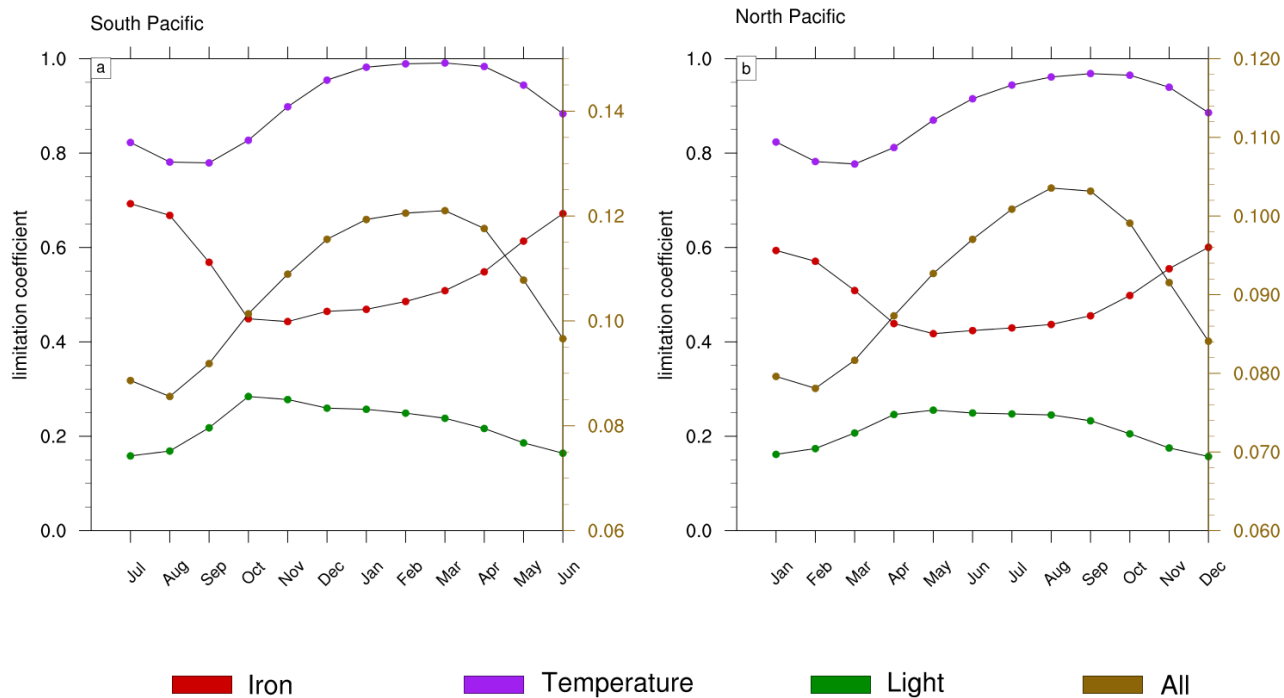 South Pacific
a
limitation coefficient
1.0
0.8
0.6
0.4
0.2
0.0
0.14
0.12
0.10
0.08
0.06
Jul Aug Sep Oct Nov Dec Jan Feb Mar Apr May Jun
North Pacific
b
limitation coefficient
1.0
0.8
0.6
0.4
0.2
0.0
0.120
0.110
0.100
0.090
0.080
0.070
0.060
Jan Feb Mar Apr May Jun Jul Aug Sep Oct Nov Dec
Iron Temperature Light All